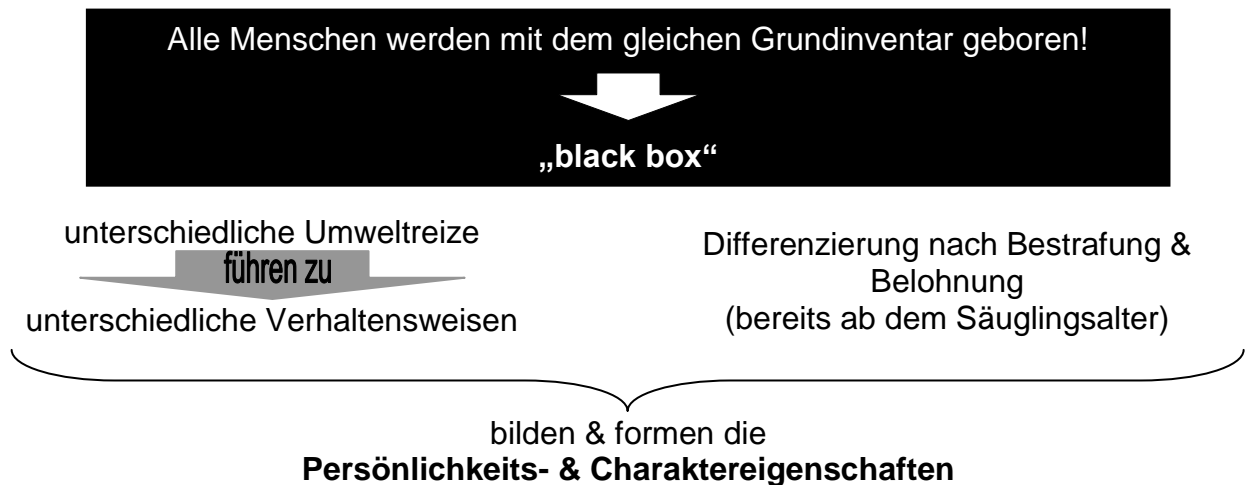 Alle Menschen werden mit dem gleichen Grundinventar geboren!
„black box“
unterschiedliche Umweltreize
führen zu
unterschiedliche Verhaltensweisen
Differenzierung nach Bestrafung &
Belohnung
(bereits ab dem Säuglingsalter)
bilden & formen die
Persönlichkeits- & Charaktereigenschaften